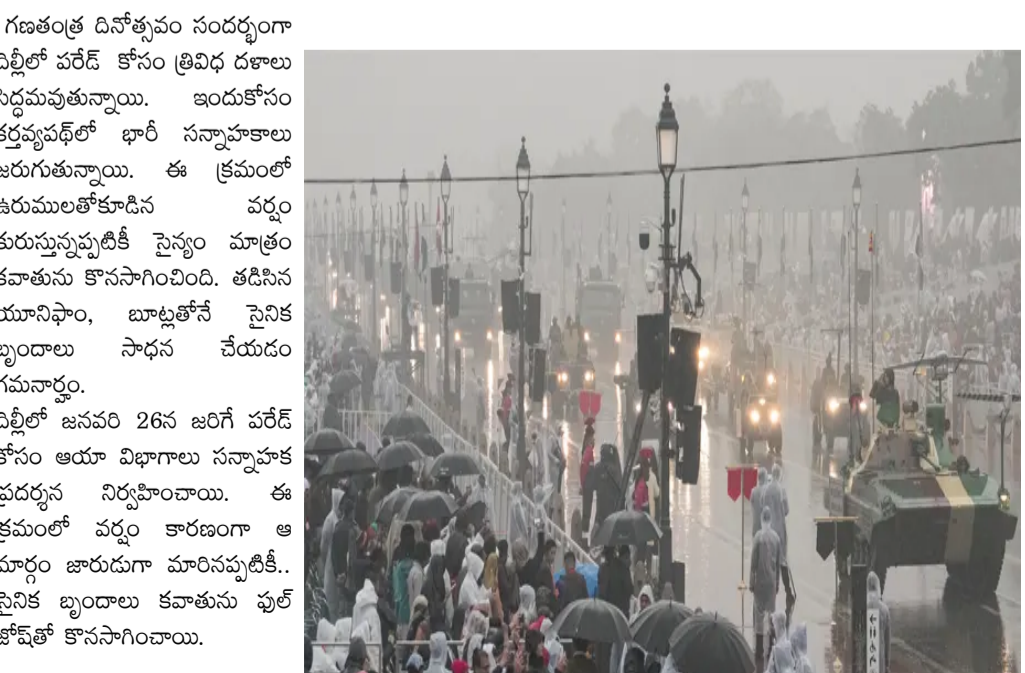 గణతంత్ర దినోత్సవం సందర్భంగా
దిల్లీలో పరేడ్ కోసం త్రివిధ దళాలు
సిద్ధమవుతున్నాయి. ఇందుకోసం
కర్తవ్యపథ్‌లో భారీ సన్నాహకాలు
జరుగుతున్నాయి. ఈ క్రమంలో
ఉరుములతోకూడిన వర్షం
కురుస్తున్నప్పటికీ సైన్యం మాత్రం
కవాతును కొనసాగించింది. తడిసిన
యూనిఫాం, బూట్లతోనే సైనిక
బృందాలు సాధన చేయడం
గమనార్హం.
దిల్లీలో జనవరి 26న జరిగే పరేడ్
కోసం ఆయా విభాగాలు సన్నాహక
ప్రదర్శన నిర్వహించాయి. ఈ
క్రమంలో వర్షం కారణంగా ఆ
మార్గం జారుడుగా మారినప్పటికీ..
సైనిక బృందాలు కవాతును ఫుల్
జోష్‌తో కొనసాగించాయి.